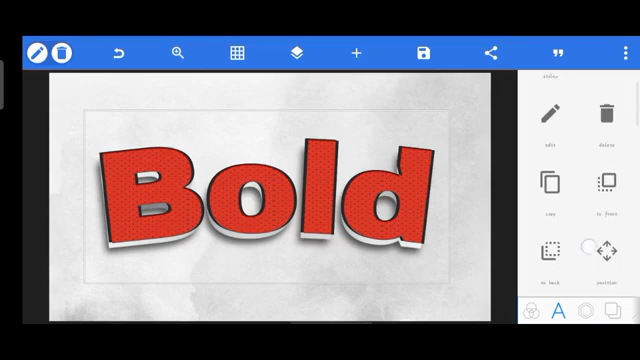 Bold
edit
delete
copy
to front
to back
position